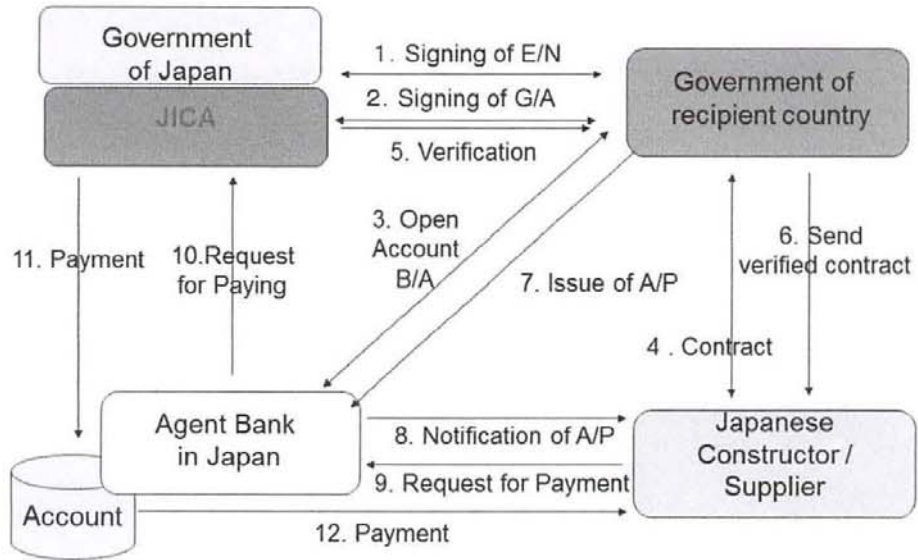 Government
of Japan
JICA
1. Signing of E/N
2. Signing of G/A
5. Verification
Government of
recipient country
11. Payment
10.Request
for Paying
3. Open
Account
B/A
7. Issue of A/P
6. Send
verified contract
4 . Contract
Agent Bank
in Japan
Account
8. Notification of A/P
9. Request for Payment
12. Payment
Japanese
Constructor /
Supplier